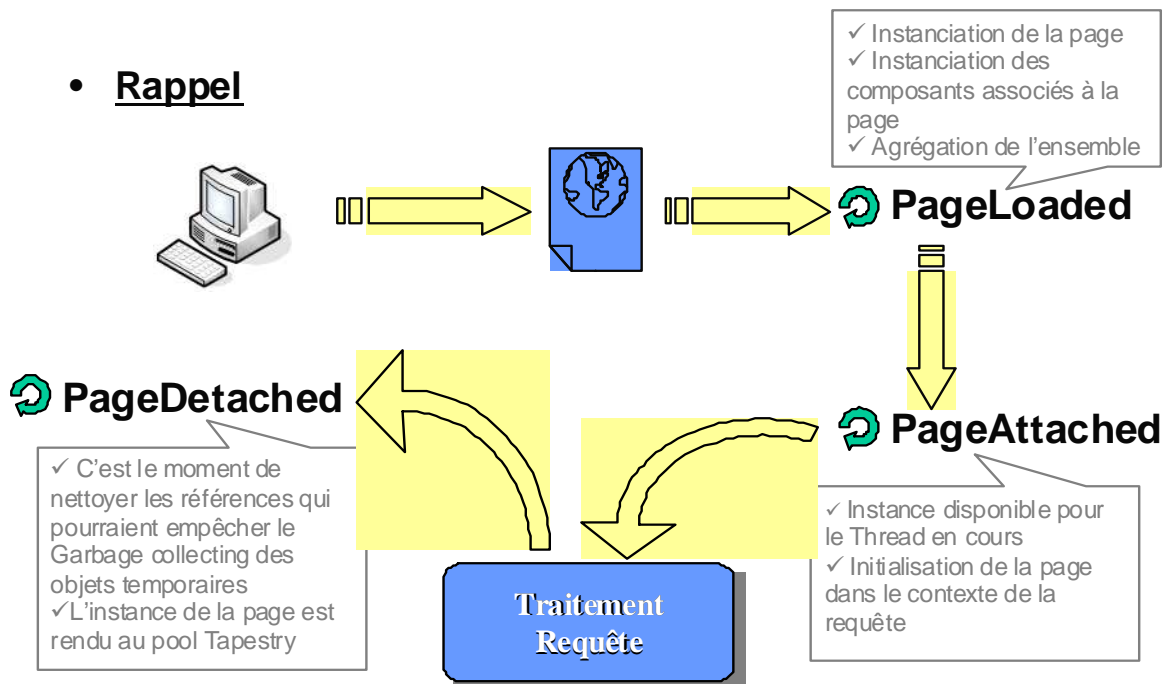 • Rappel
✓ Instanciation de la page
✓ Instanciation des
composants associés à la
page
✓ Agrégation de l'ensemble
PageLoaded
PageAttached
✓ Instance disponible pour
le Thread en cours
✓ Initialisation de la page
dans le contexte de la
requête
Traitement
Requête
PageDetached
✓ C'est le moment de
nettoyer les références qui
pourraient empêcher le
Garbage collecting des
objets temporaires
✓L'instance de la page est
rendu au pool Tapestry